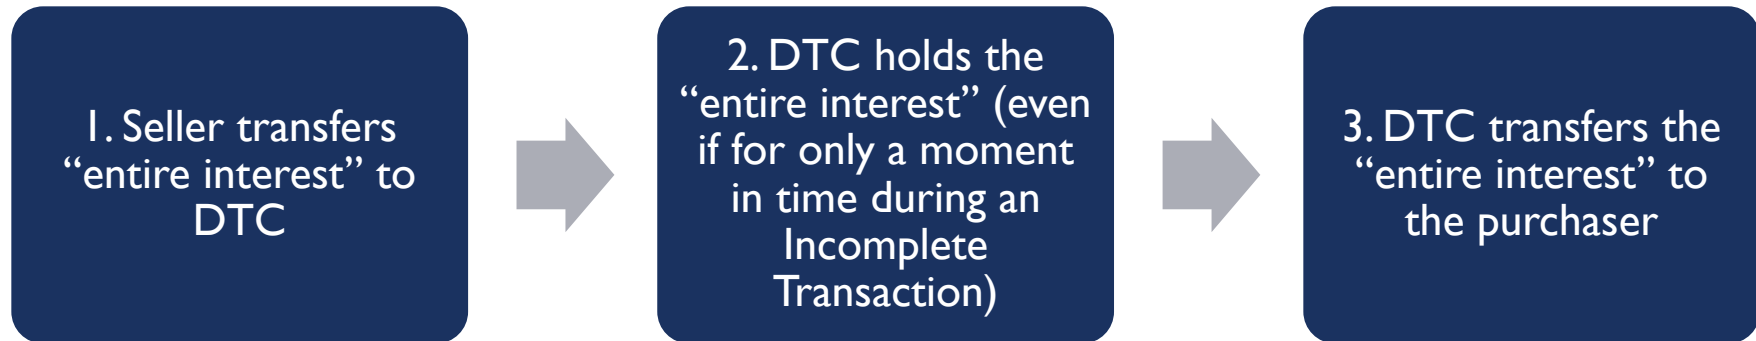 1. Seller transfers
“entire interest” to
DTC
2. DTC holds the
“entire interest” (even
if for only a moment
in time during an
Incomplete
Transaction)
3. DTC transfers the
“entire interest” to
the purchaser